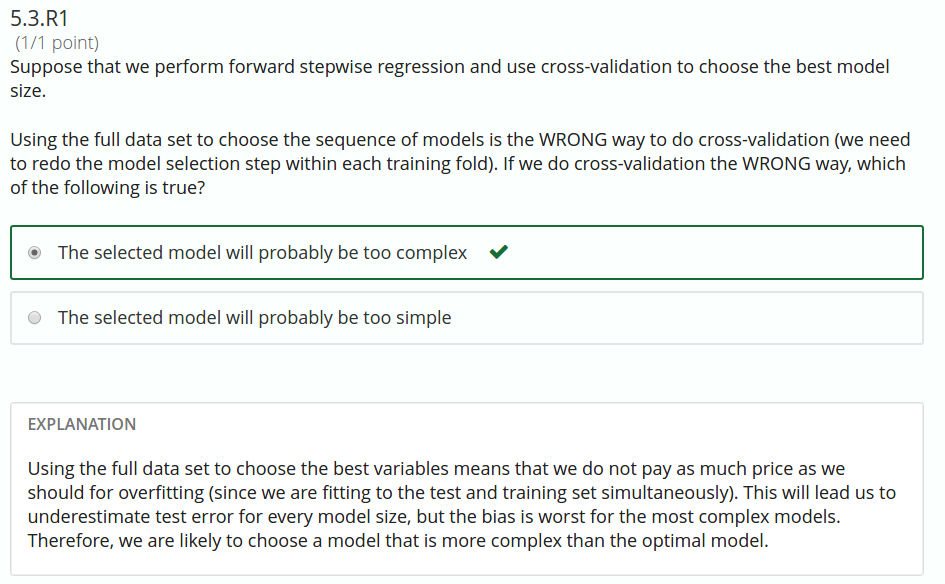 5.3.R1
(1/1 point)
Suppose that we perform forward stepwise regression and use cross-validation to choose the best model
size.
Using the full data set to choose the sequence of models is the WRONG way to do cross-validation (we need
to redo the model selection step within each training fold). If we do cross-validation the WRONG way, which
of the following is true?
The selected model will probably be too complex
The selected model will probably be too simple
EXPLANATION
Using the full data set to choose the best variables means that we do not pay as much price as we
should for overfitting (since we are fitting to the test and training set simultaneously). This will lead us to
underestimate test error for every model size, but the bias is worst for the most complex models.
Therefore, we are likely to choose a model that is more complex than the optimal model.